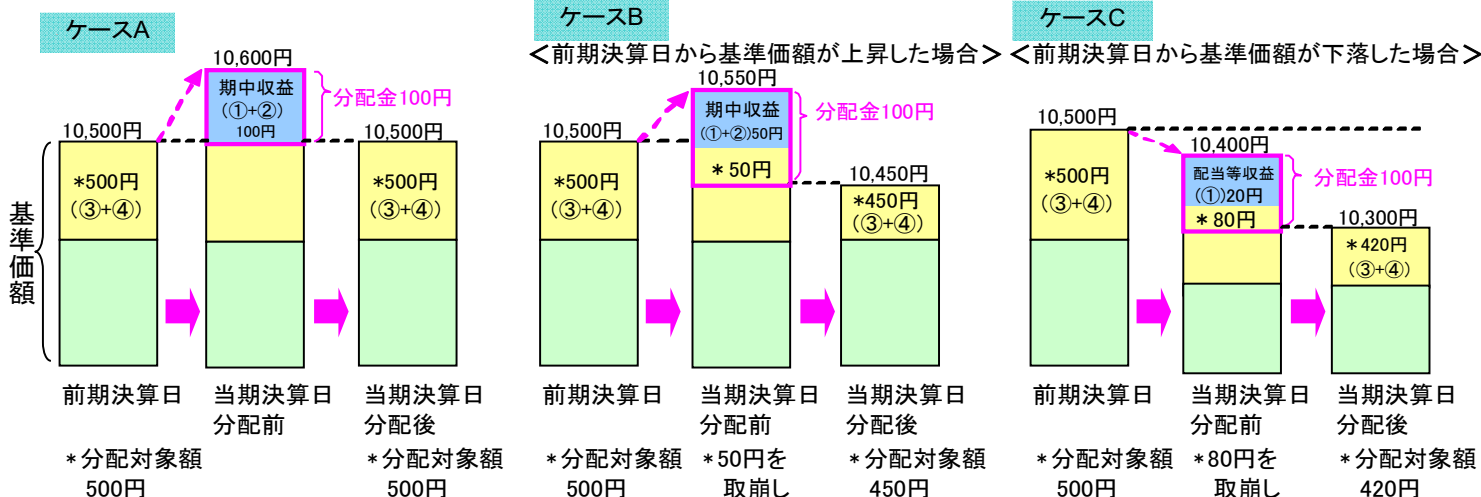 ケースA
10,600円
期中収益
(①+②)
100円
分配金100円
10,500円
10,500円
*500円
(③+④)
*500円
(③+④)
基準価額
前期決算日
当期決算日
分配前
当期決算日
分配後
*分配対象額
500円
*分配対象額
500円
ケースB
<前期決算日から基準価額が上昇した場合>
10,550円
期中収益
(①+②)50円
*50円
分配金100円
10,500円
*500円
(③+④)
10,450円
*450円
(③+④)
前期決算日
当期決算日
分配前
当期決算日
分配後
*分配対象額
500円
*50円を
取崩し
*分配対象額
450円
ケースC
<前期決算日から基準価額が下落した場合>
10,500円
*500円
(③+④)
10,400円
配当等収益
(①)20円
*80円
分配金100円
10,300円
*420円
(③+④)
前期決算日
当期決算日
分配前
当期決算日
分配後
*分配対象額
500円
*80円を
取崩し
*分配対象額
420円